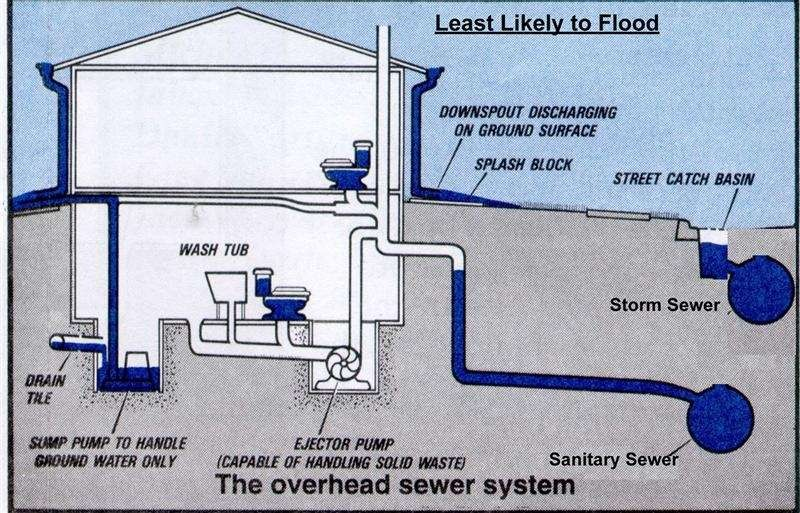 Least Likely to Flood
DOWNSPOUT DISCHARGING
ON GROUND SURFACE
SPLASH BLOCK
STREET CATCH BASIN
WASH TUB
Storm Sewer
DRAIN
TILE
SUMP PUMP TO HANDLE
GROUND WATER ONLY
EJECTOR PUMP
(CAPABLE OF HANDLING SOLID WASTE)
Sanitary Sewer
The overhead sewer system